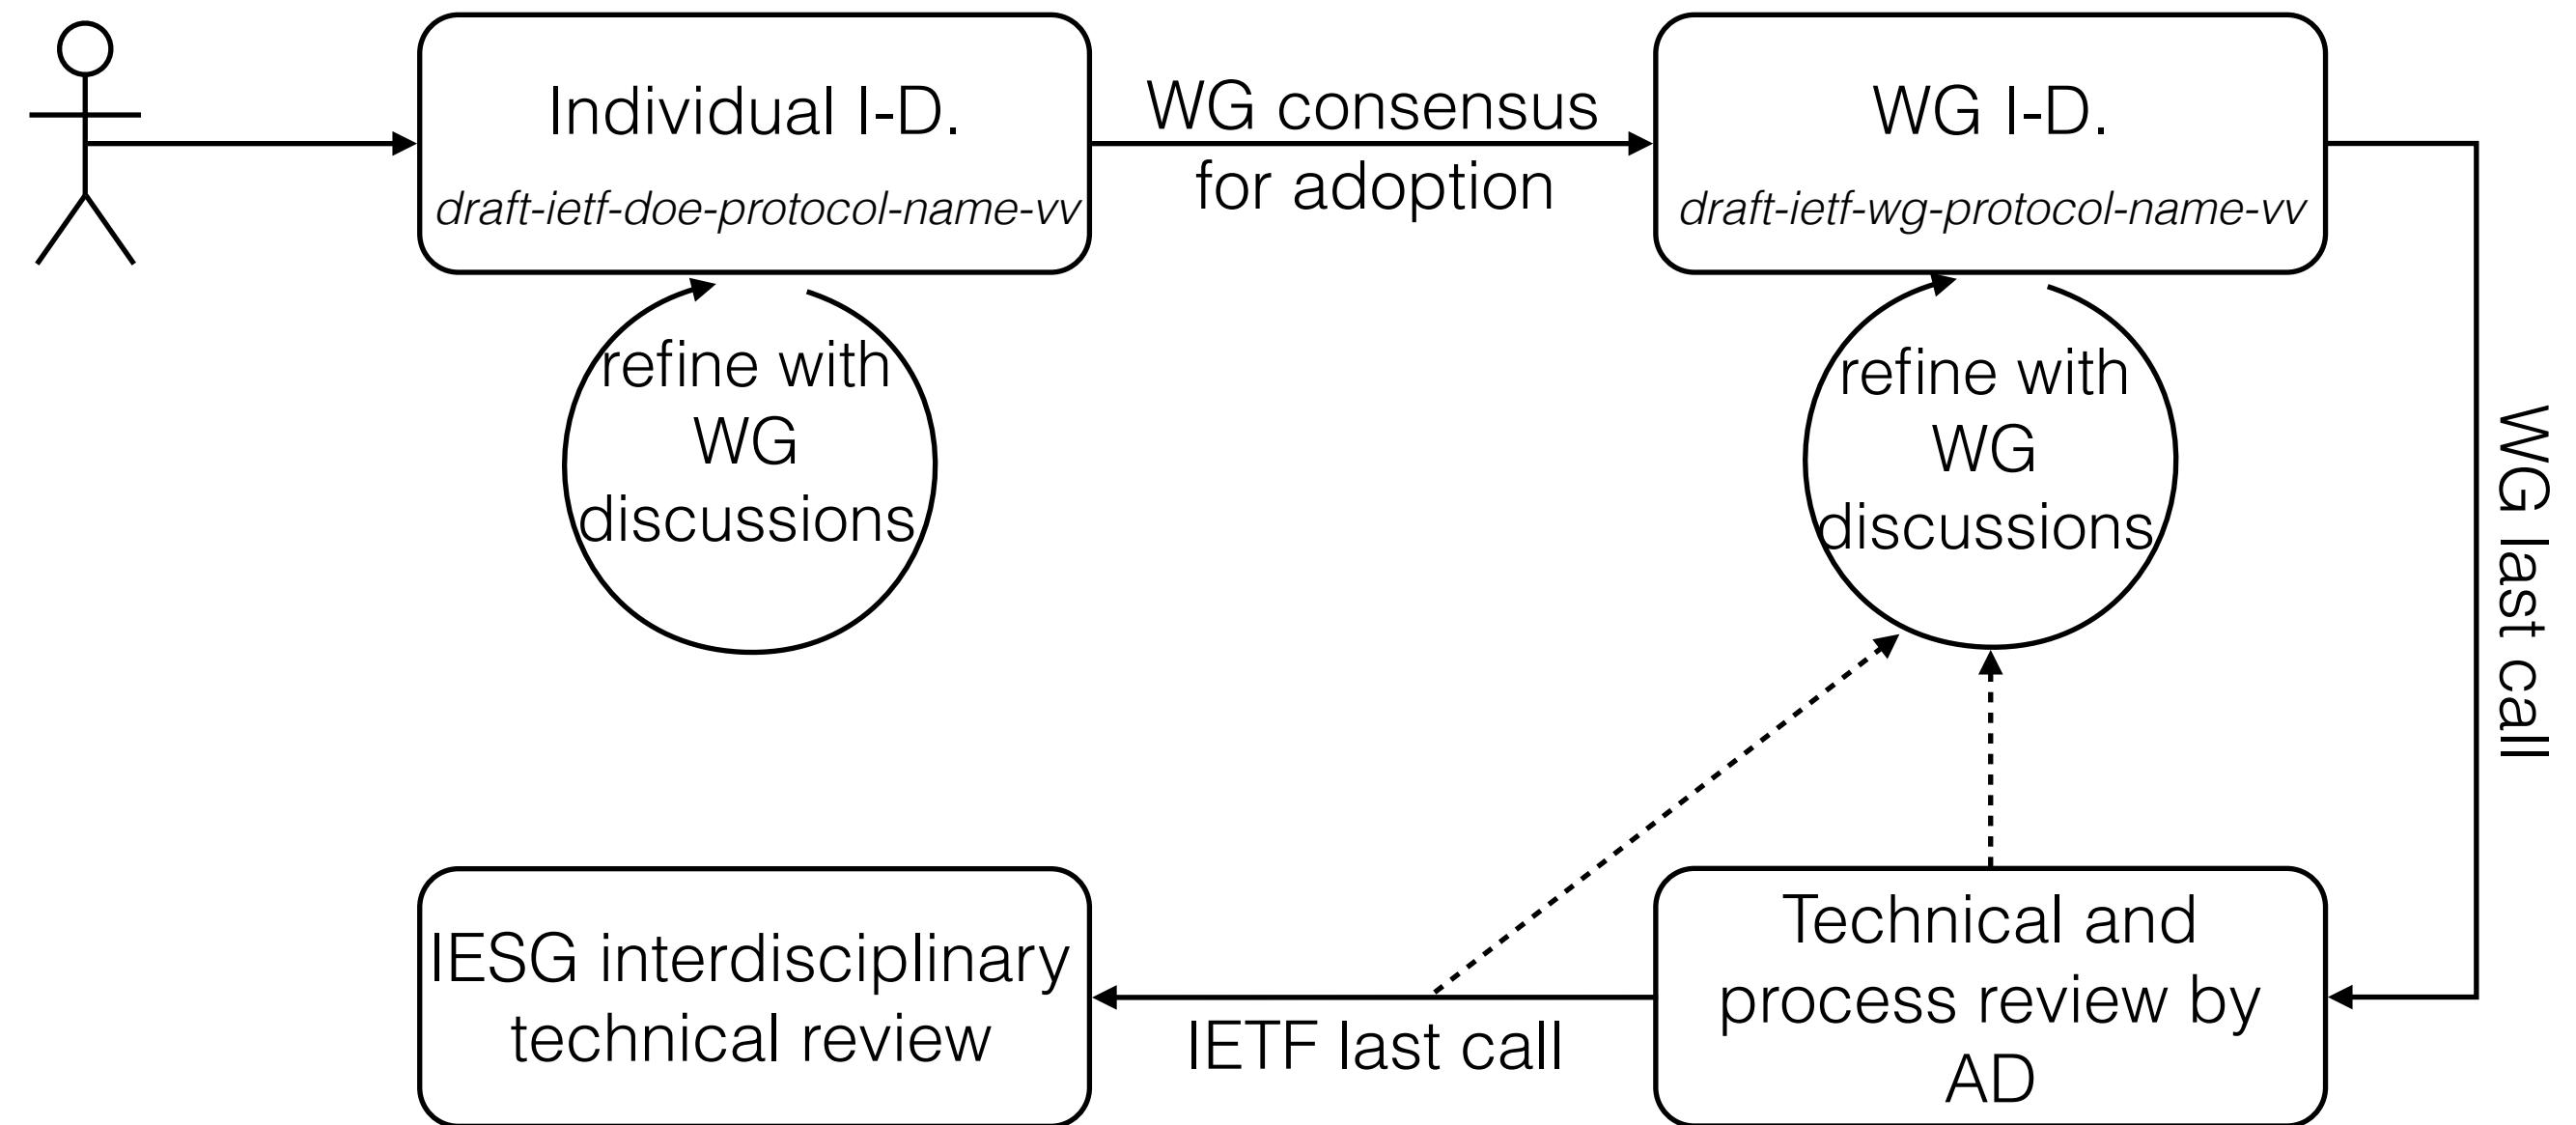 Individual I-D.
draft-ietf-doe-protocol-name-vv
WG consensus
for adoption
WG I-D.
draft-ietf-wg-protocol-name-vv
refine with
WG
discussions
refine with
WG
discussions
WG last call
IESG interdisciplinary
technical review
IETF last call
Technical and
process review by
AD